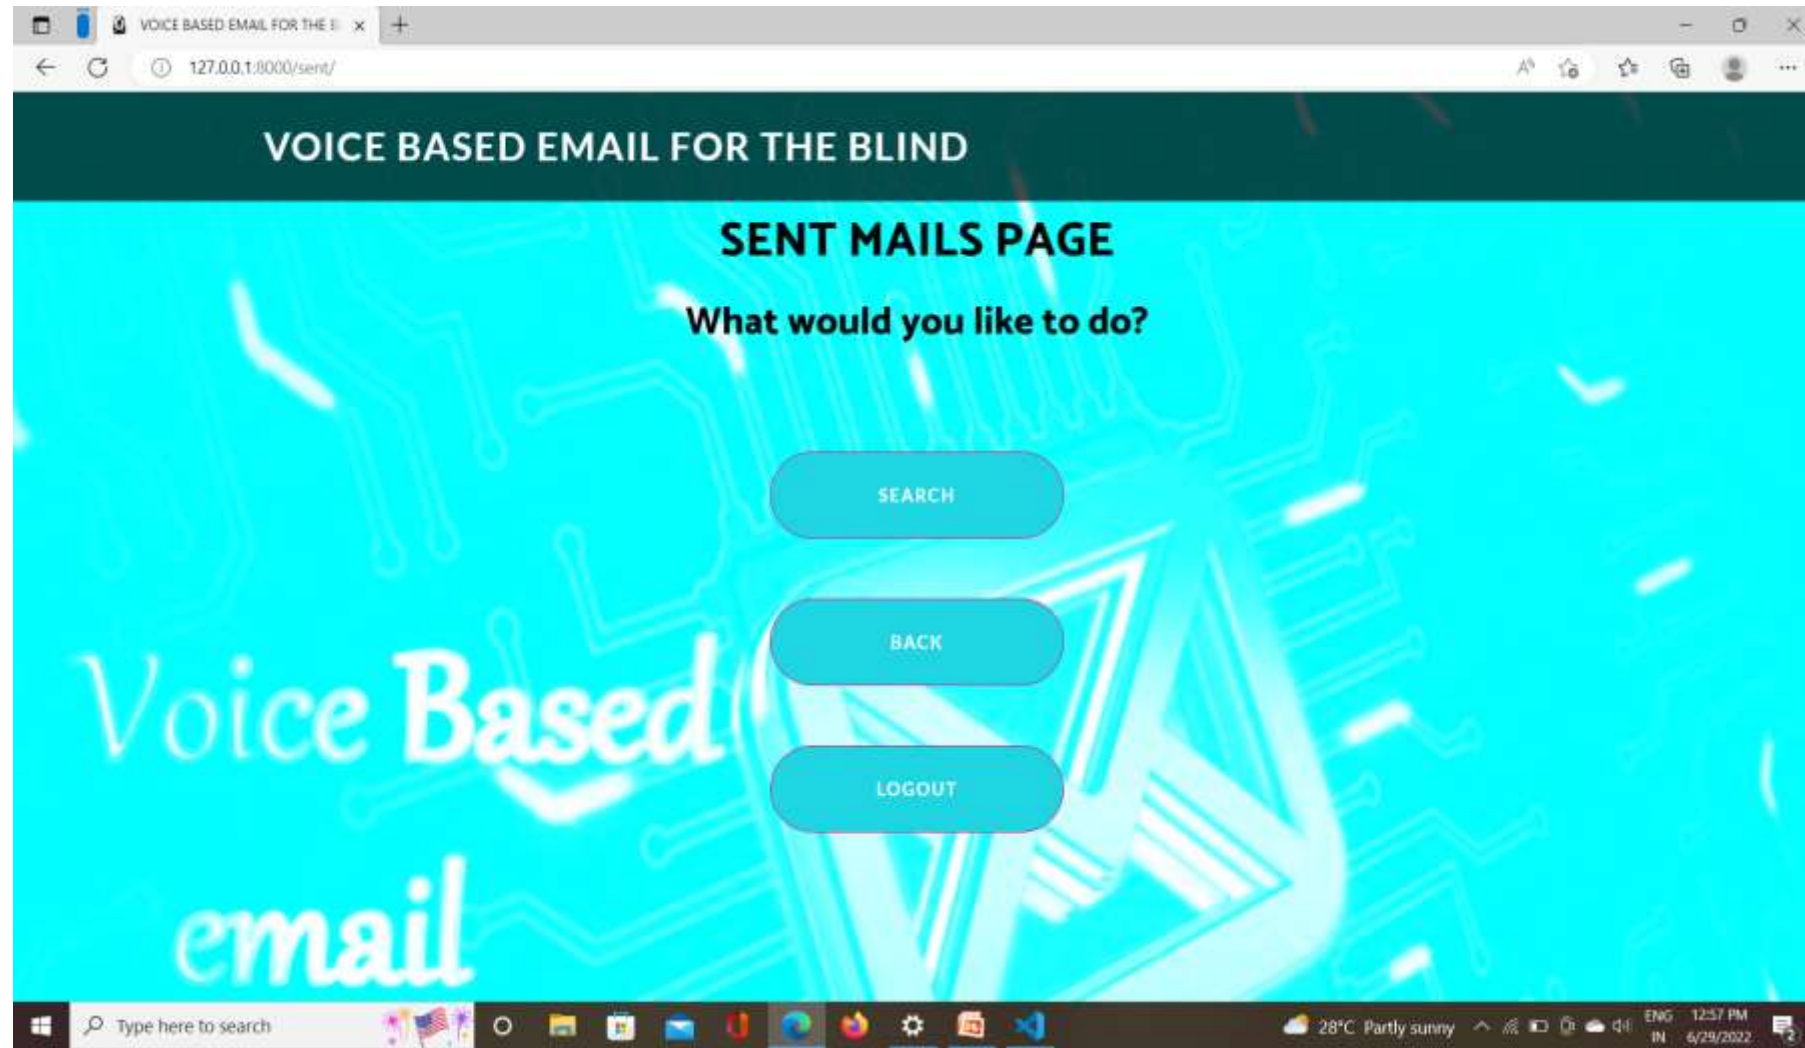 VOICE BASED EMAIL FOR THE
127.0.0.1:8000/sent/
VOICE BASED EMAIL FOR THE BLIND
SENT MAILS PAGE
What would you like to do?
SEARCH
BACK
LOGOUT
Voice Based
email
Type here to search
28°C Partly sunny
ENG
IN
12:57 PM
6/29/2022
2